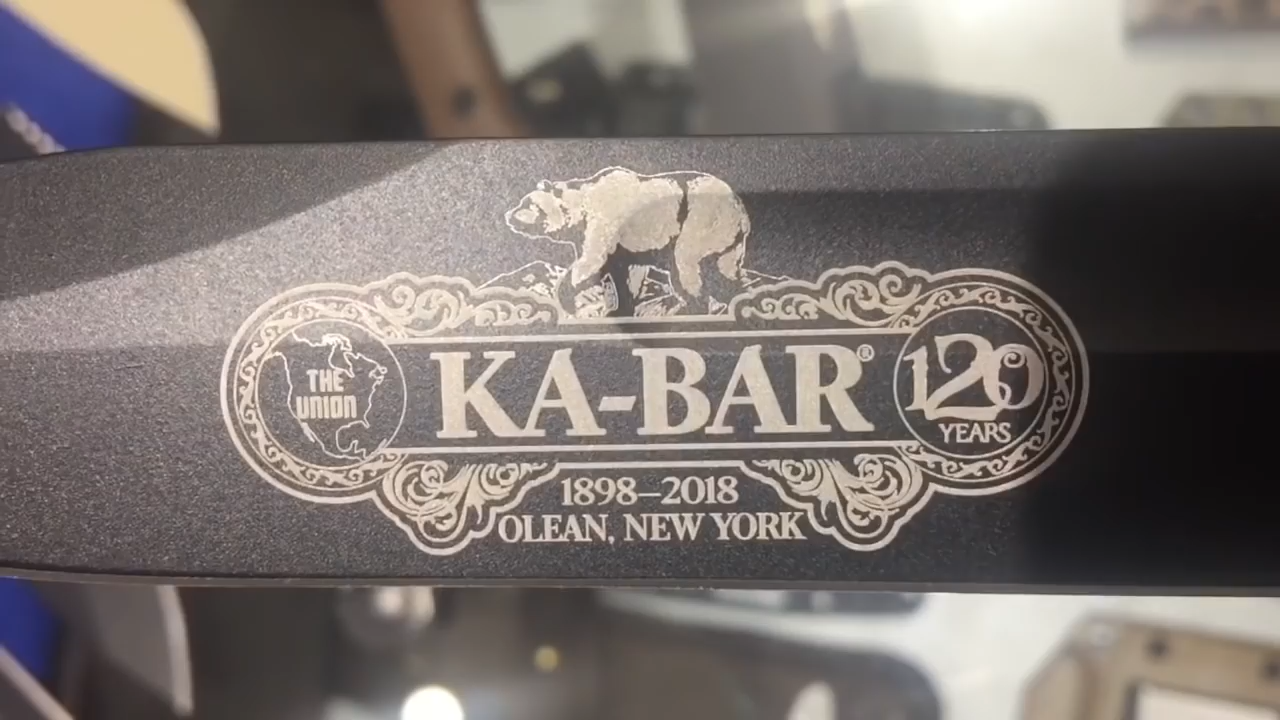 THE
UNION
KA-BAR®
120
YEARS
1898–2018
OLEAN, NEW YORK